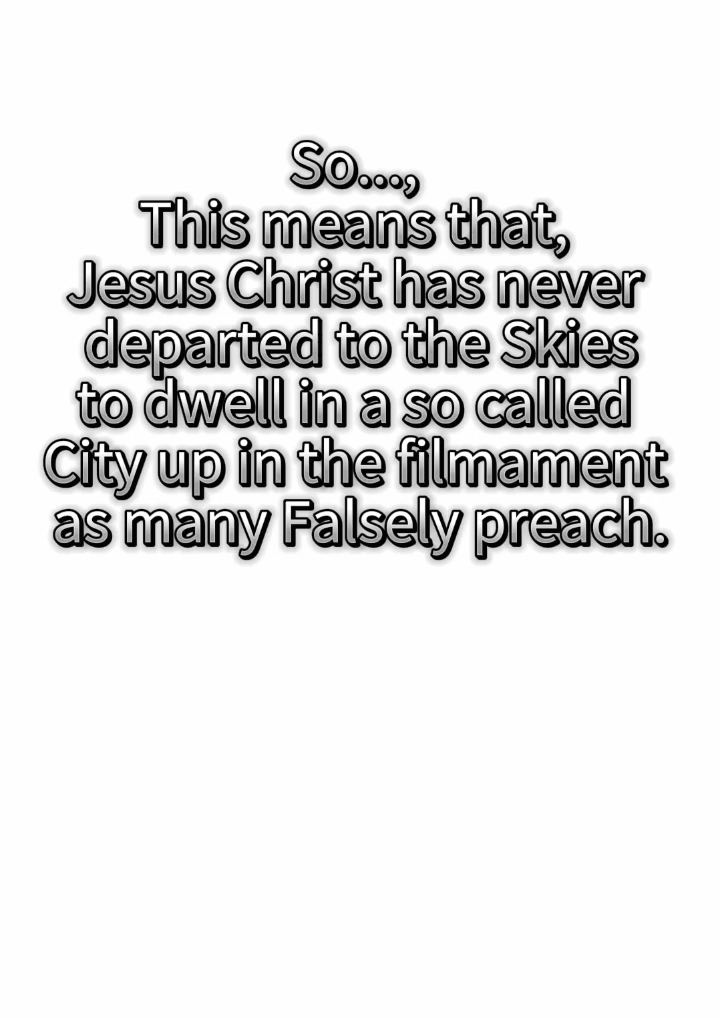 So...,
This means that,
Jesus Christ has never
departed to the Skies
to dwell in a so called
City up in the filmament
as many Falsely preach.